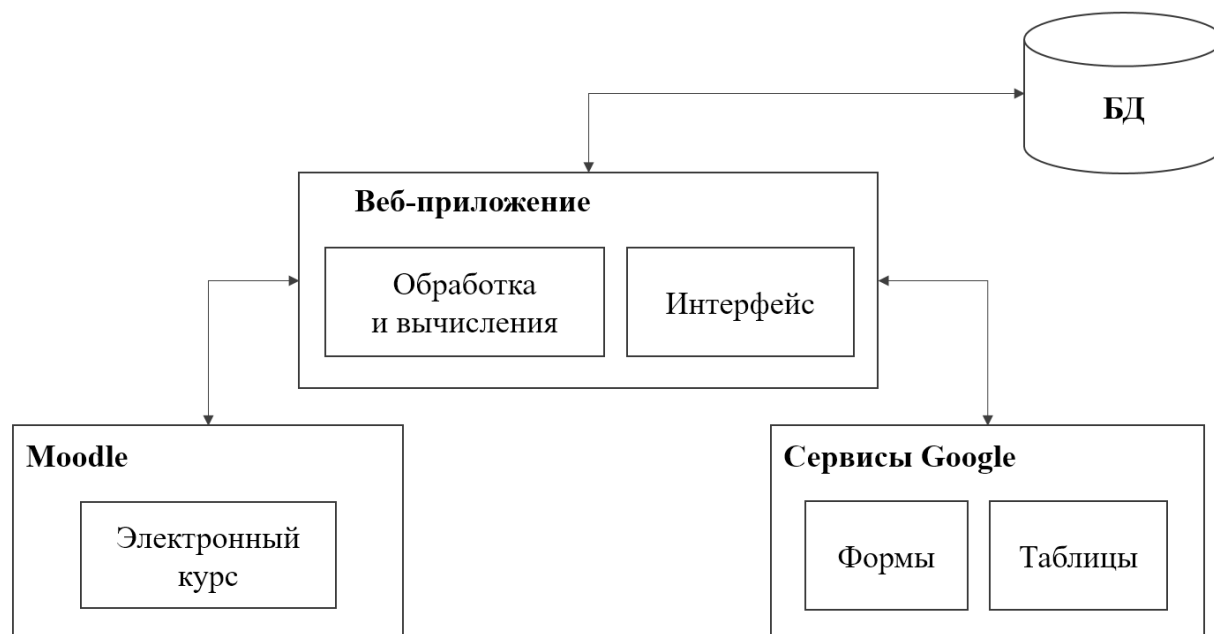 БД
Веб-приложение
Обработка
и вычисления
Интерфейс
Moodle
Электронный
курс
Сервисы Google
Формы
Таблицы